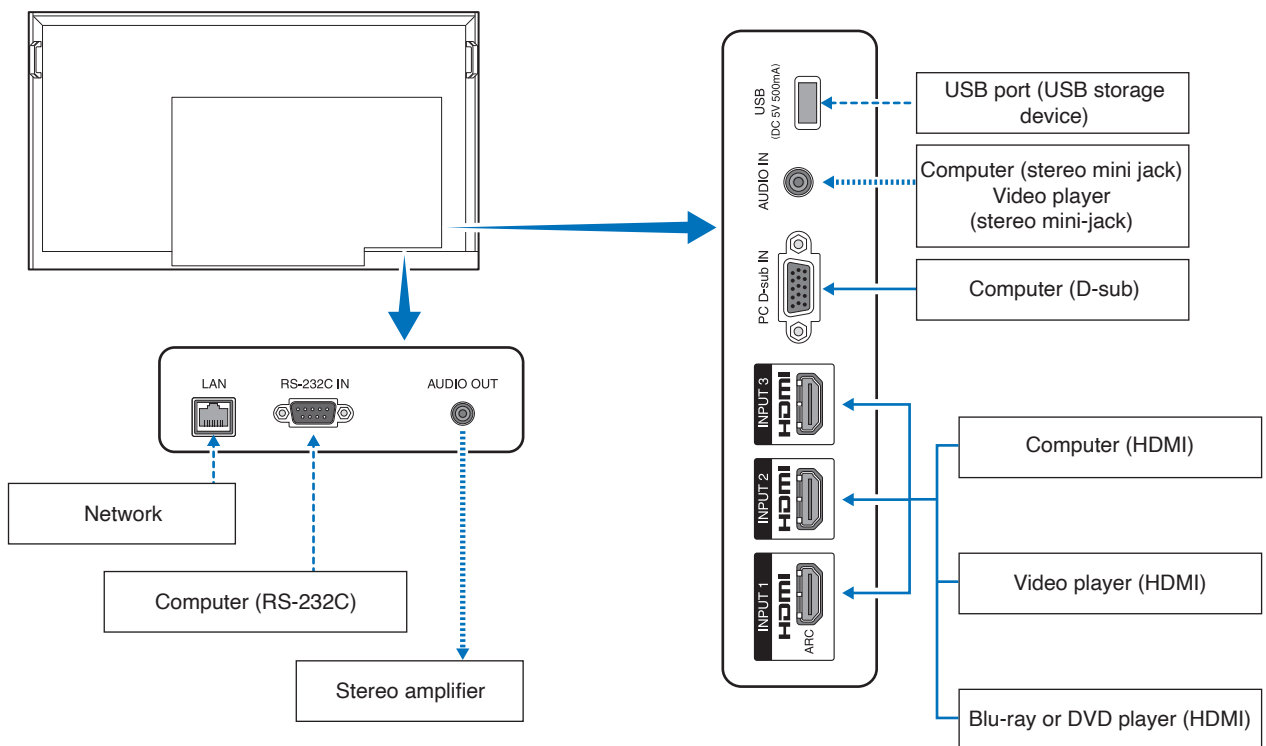 USB
(DC 5V 500mA)
USB port (USB storage
device)
AUDIO IN
Computer (stereo mini jack)
Video player
(stereo mini-jack)
PC D-sub IN
Computer (D-sub)
LAN
RS-232C IN
AUDIO OUT
Network
Computer (RS-232C)
Stereo amplifier
INPUT 3
HDMI
INPUT 2
HDMI
INPUT 1
HDMI
ARC
Computer (HDMI)
Video player (HDMI)
Blu-ray or DVD player (HDMI)